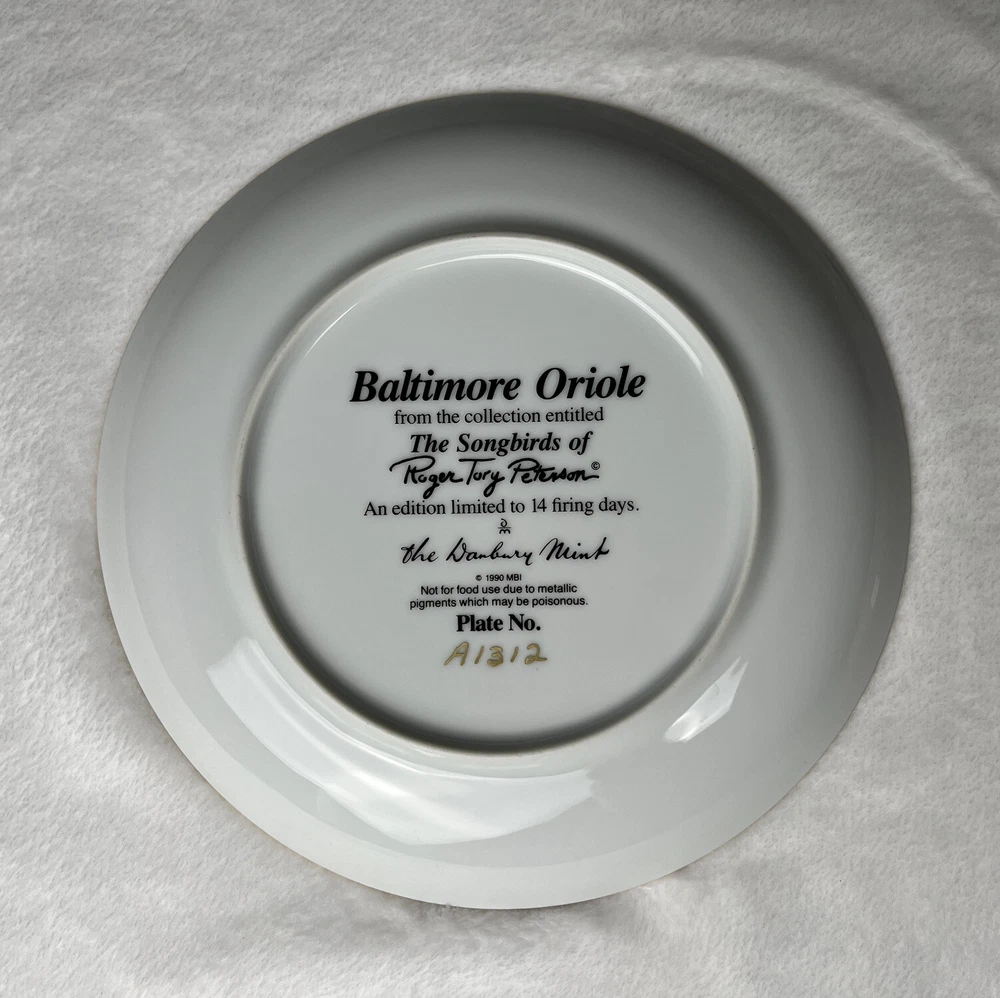 Baltimore Oriole
from the collection entitled
The Songbirds of
Roger Tory Peterson©
An edition limited to 14 firing days.
the Danbury Mint
© 1990 MBI
Not for food use due to metallic
pigments which may be poisonous.
Plate No.
A1312